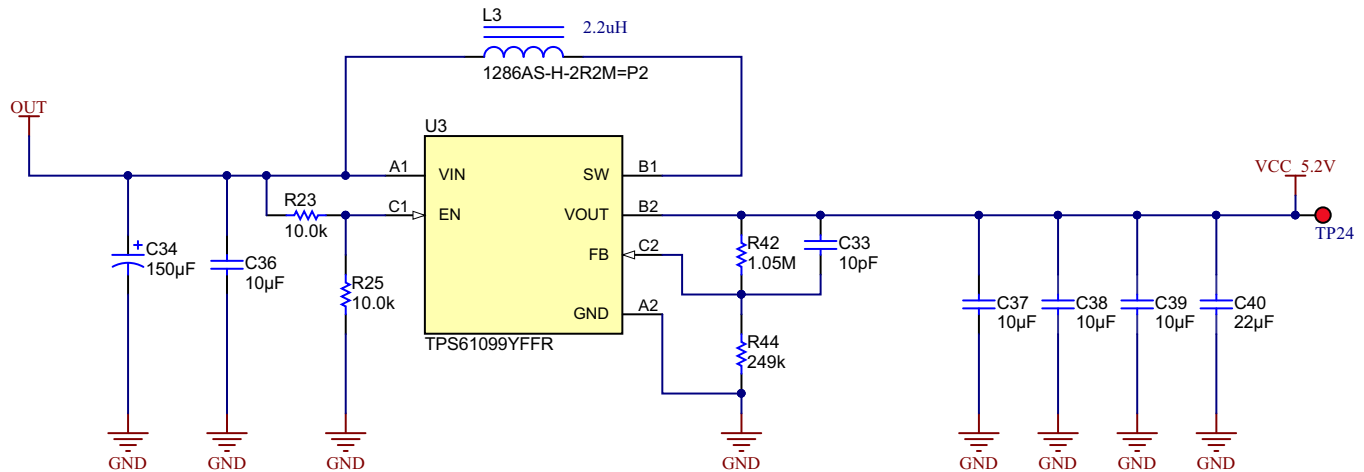 L3
2.2uH
1286AS-H-2R2M=P2
OUT
U3
A1
VIN
SW
B1
VCC_5.2V
R23
10.0k
C1
EN
VOUT
B2
TP24
C34
150µF
C36
10µF
R25
10.0k
FB
C2
R42
1.05M
C33
10pF
GND
A2
C37
10µF
C38
10µF
C39
10µF
C40
22µF
TPS61099YFFR
R44
249k
GND
GND
GND
GND
GND
GND
GND
GND